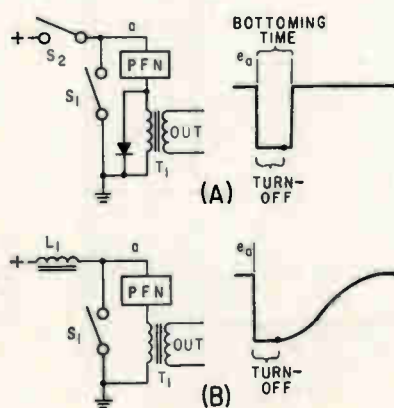 BOTTOMING
TIME
+ S2 a ea
PFN
S1
OUT
T1
TURN-
OFF
(A)
L1 a ea
+
PFN
S1
OUT
T1
TURN-
OFF
(B)